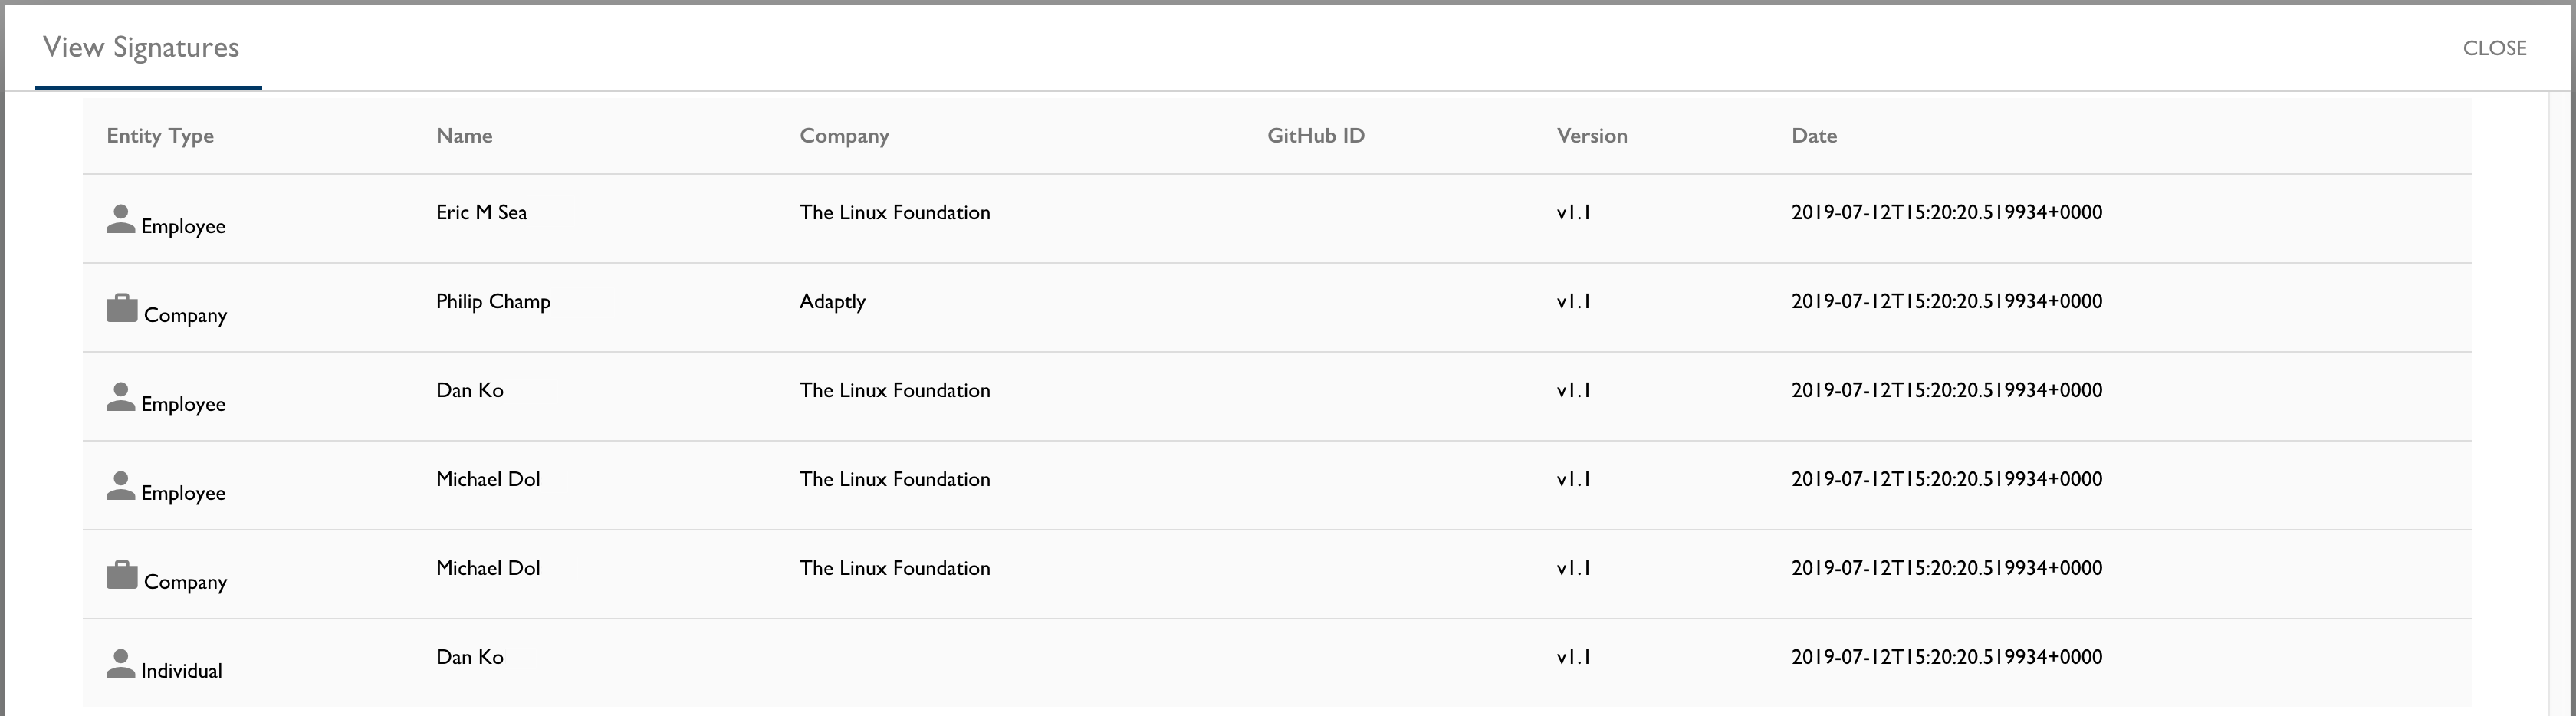 View Signatures CLOSE
Entity Type Name Company GitHub ID Version Date
Employee Eric M Sea The Linux Foundation v1.1 2019-07-12T15:20:20.519934+0000
Company Philip Champ Adaptly v1.1 2019-07-12T15:20:20.519934+0000
Employee Dan Ko The Linux Foundation v1.1 2019-07-12T15:20:20.519934+0000
Employee Michael Dol The Linux Foundation v1.1 2019-07-12T15:20:20.519934+0000
Company Michael Dol The Linux Foundation v1.1 2019-07-12T15:20:20.519934+0000
Individual Dan Ko v1.1 2019-07-12T15:20:20.519934+0000